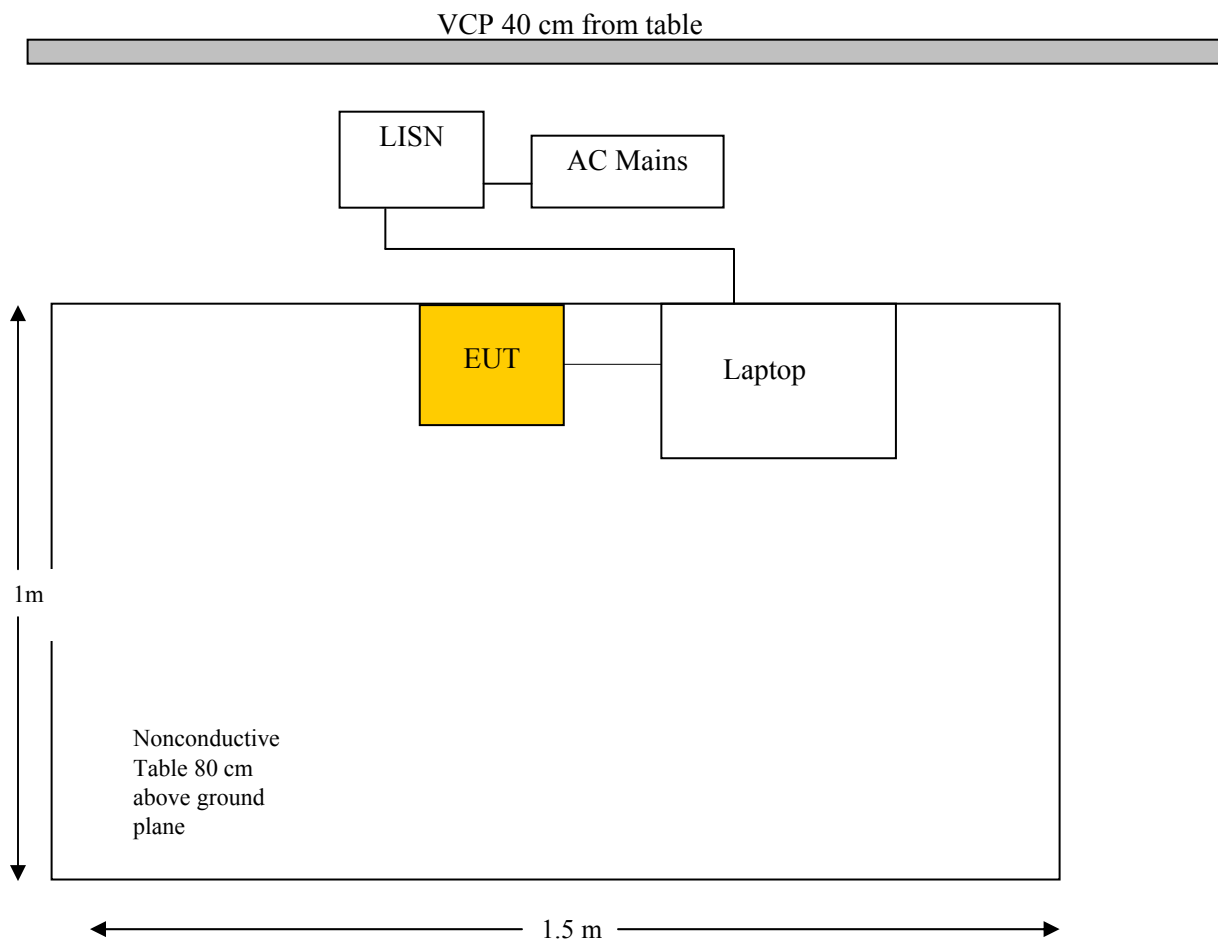 VCP 40 cm from table
LISN
AC Mains
EUT
Laptop
1m
Nonconductive
Table 80 cm
above ground
plane
1.5 m